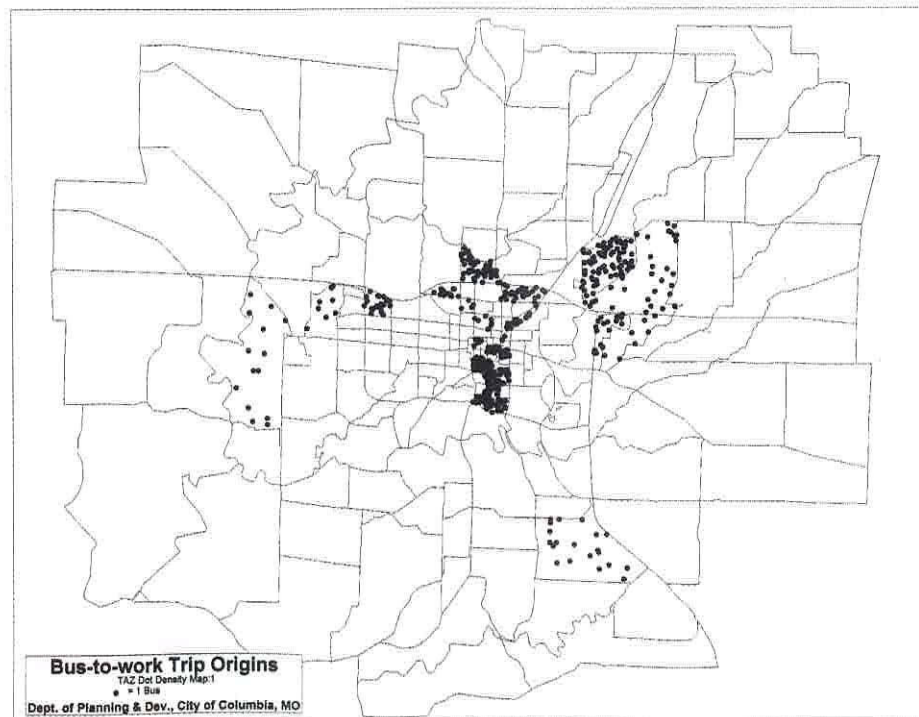 Bus-to-work Trip Origins
TAZ Dot Density Map:1
= 1 Bus
Dept. of Planning & Dev., City of Columbia, MO